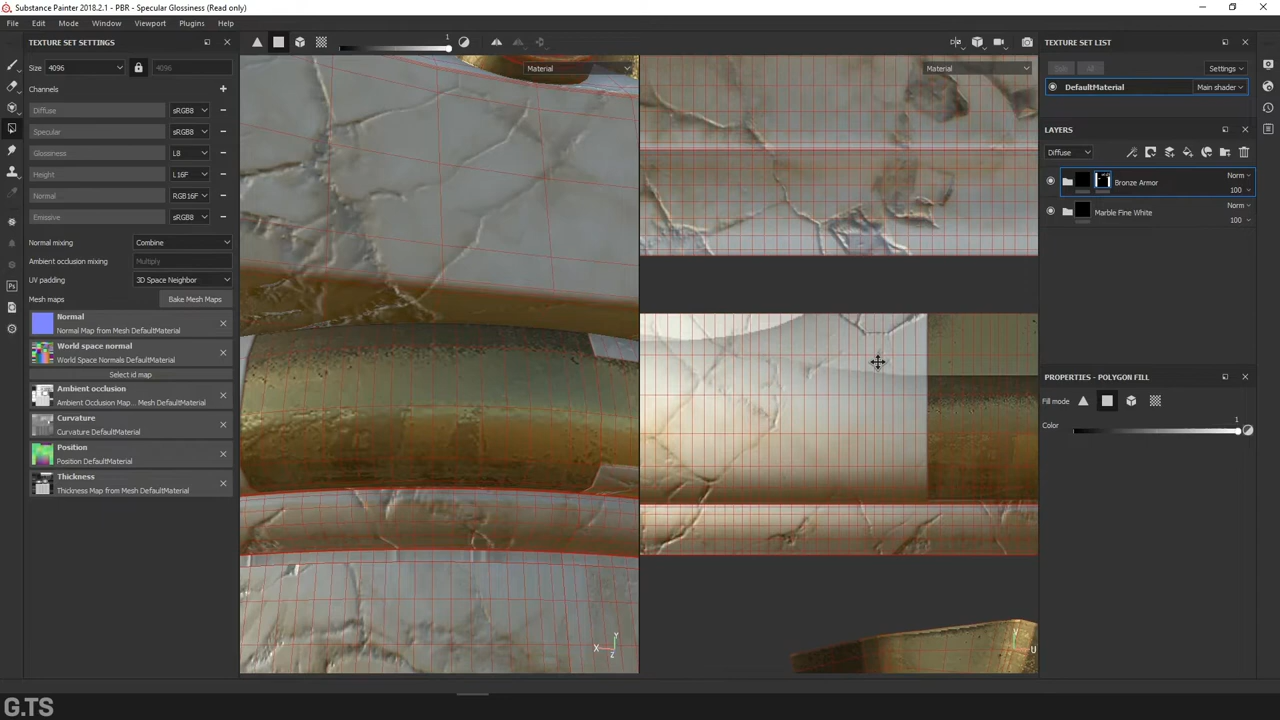 Substance Painter 2018.2.1 - PBR - Specular Glossiness (Read only)
File Edit Mode Window Viewport Plugins Help
TEXTURE SET SETTINGS
Size 4096 4096
Channels
Diffuse sRGB8
Specular sRGB8
Glossiness L8
Height L16F
Normal RGB16F
Emissive sRGB8
Normal mixing Combine
Ambient occlusion mixing Multiply
UV padding 3D Space Neighbor
Mesh maps Bake Mesh Maps
Normal
Normal Map from Mesh DefaultMaterial
World space normal
World Space Normals DefaultMaterial
Select id map
Ambient occlusion
Ambient Occlusion Map... Mesh DefaultMaterial
Curvature
Curvature DefaultMaterial
Position
Position DefaultMaterial
Thickness
Thickness Map from Mesh DefaultMaterial
1
Material
Y
X
Z
Material
V
U
TEXTURE SET LIST
Solo All Settings
DefaultMaterial Main shader
LAYERS
Diffuse
Bronze Armor Norm
100
Marble Fine White Norm
100
PROPERTIES - POLYGON FILL
Fill mode
Color 1
Ps
G.TS